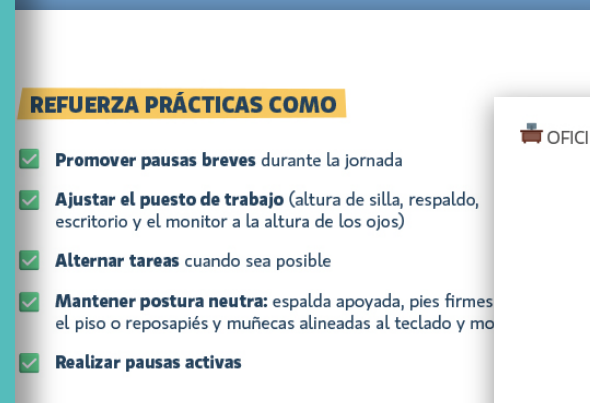 REFUERZA PRÁCTICAS COMO
Promover pausas breves durante la jornada
Ajustar el puesto de trabajo (altura de silla, respaldo,
escritorio y el monitor a la altura de los ojos)
Alternar tareas cuando sea posible
Mantener postura neutra: espalda apoyada, pies firmes
el piso o reposapiés y muñecas alineadas al teclado y
Realizar pausas activas